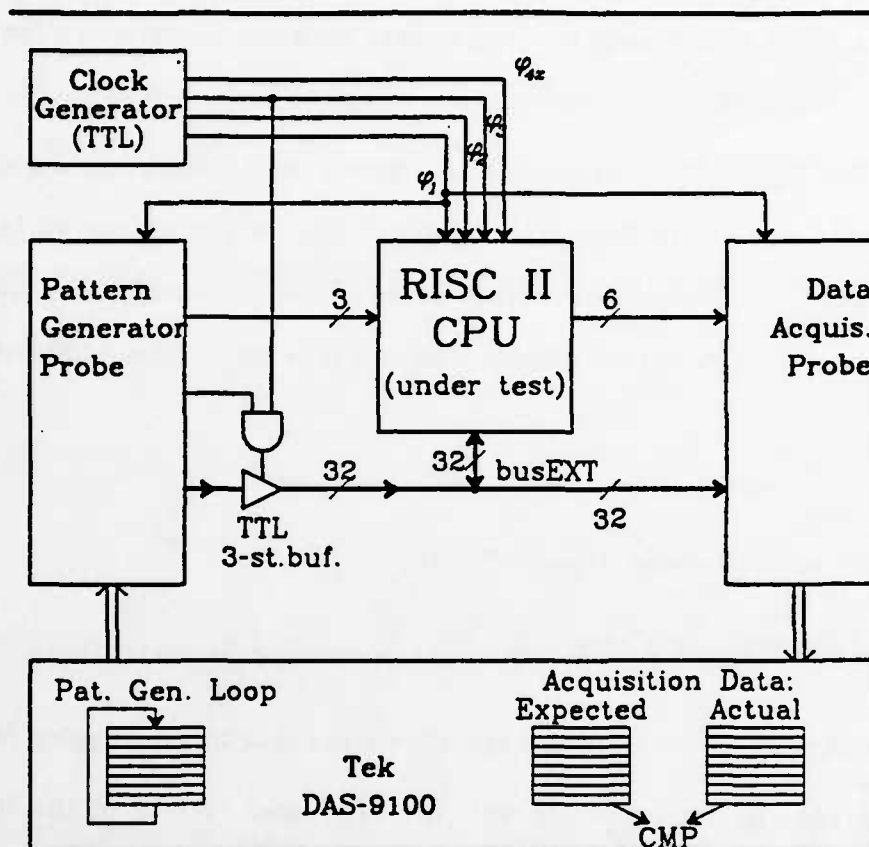 Clock
Generator
(TTL)
φ4x
φ3
φ2
φ1
Pattern
Generator
Probe
3
RISC II
CPU
(under test)
6
Data
Acquis.
Probe
32
32
busEXT
32
TTL
3-st.buf.
Pat. Gen. Loop
Tek
DAS-9100
Acquisition Data:
Expected Actual
CMP